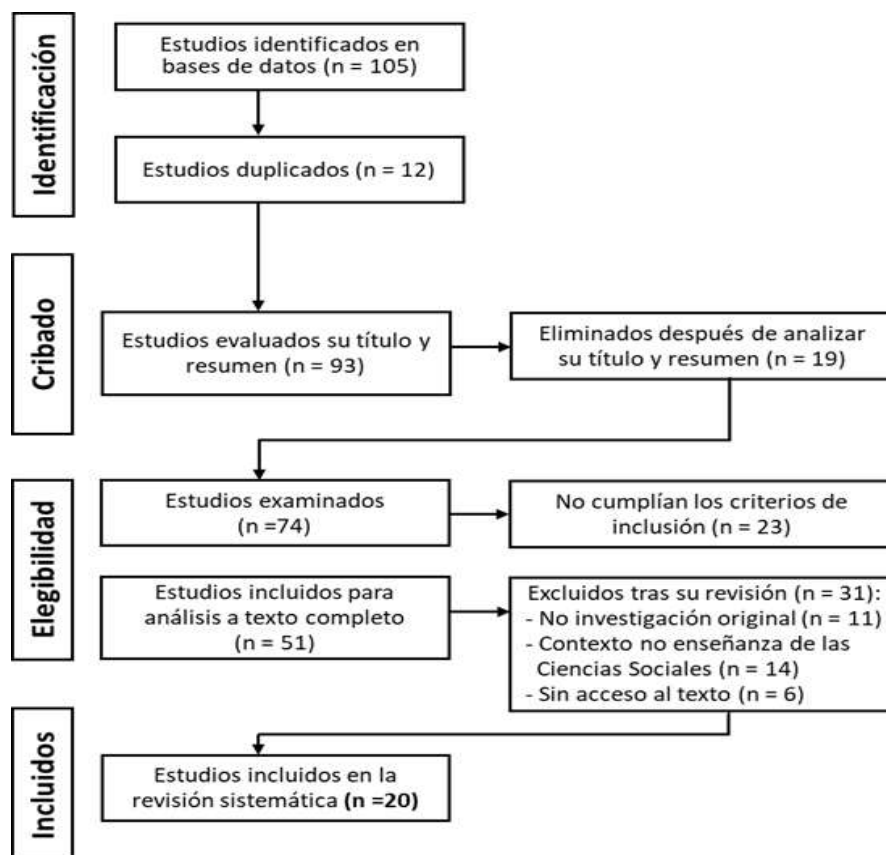 Identificación
Estudios identificados en
bases de datos (n = 105)
Estudios duplicados (n = 12)
Cribado
Estudios evaluados su título y
resumen (n = 93)
Eliminados después de analizar
su título y resumen (n = 19)
Elegibilidad
Estudios examinados
(n =74)
No cumplían los criterios de
inclusión (n = 23)
Estudios incluidos para
análisis a texto completo
(n = 51)
Excluidos tras su revisión (n = 31):
- No investigación original (n = 11)
- Contexto no enseñanza de las
Ciencias Sociales (n = 14)
- Sin acceso al texto (n = 6)
Incluidos
Estudios incluidos en la
revisión sistemática (n =20)